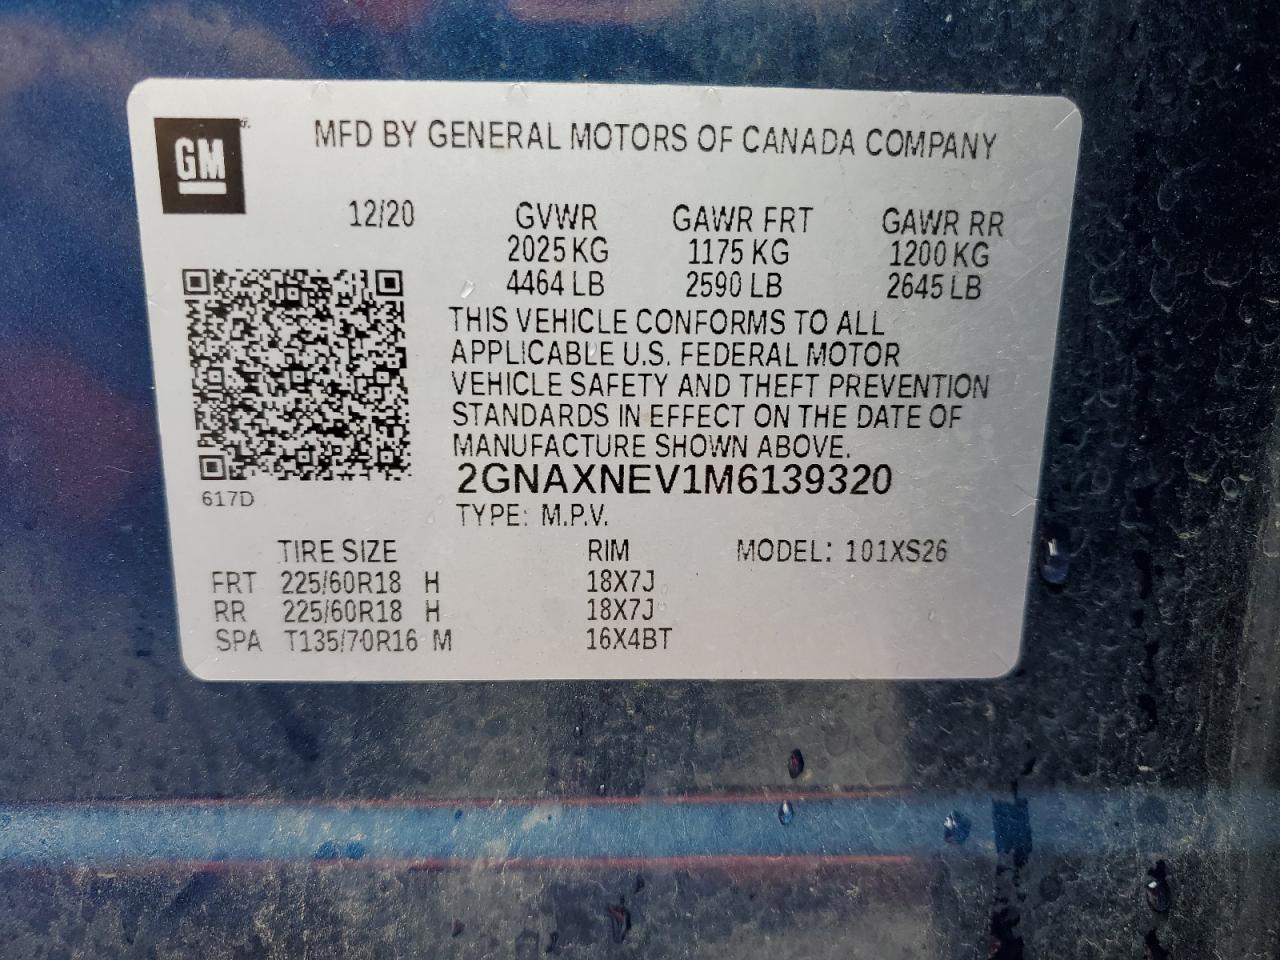 GM
MFD BY GENERAL MOTORS OF CANADA COMPANY
12/20 GVWR GAWR FRT GAWR RR
2025 KG 1175 KG 1200 KG
4464 LB 2590 LB 2645 LB
THIS VEHICLE CONFORMS TO ALL
APPLICABLE U.S. FEDERAL MOTOR
VEHICLE SAFETY AND THEFT PREVENTION
STANDARDS IN EFFECT ON THE DATE OF
MANUFACTURE SHOWN ABOVE.
2GNAXNEV1M6139320
617D
TYPE: M.P.V.
TIRE SIZE RIM MODEL: 101XS26
FRT 225/60R18 H 18X7J
RR 225/60R18 H 18X7J
SPA T135/70R16 M 16X4BT